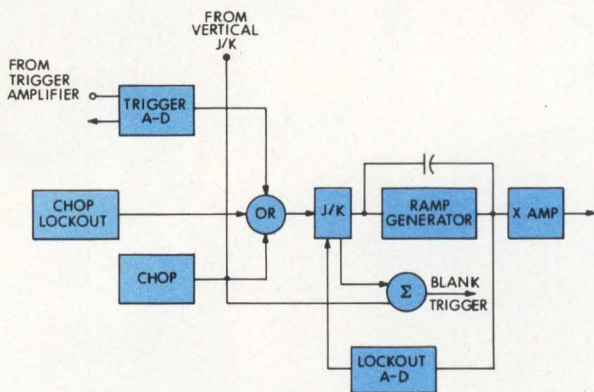 FROM
VERTICAL
J/K
FROM
TRIGGER
AMPLIFIER
TRIGGER
A-D
CHOP
LOCKOUT
OR
J/K
RAMP
GENERATOR
X AMP
CHOP
Σ
BLANK
TRIGGER
LOCKOUT
A-D